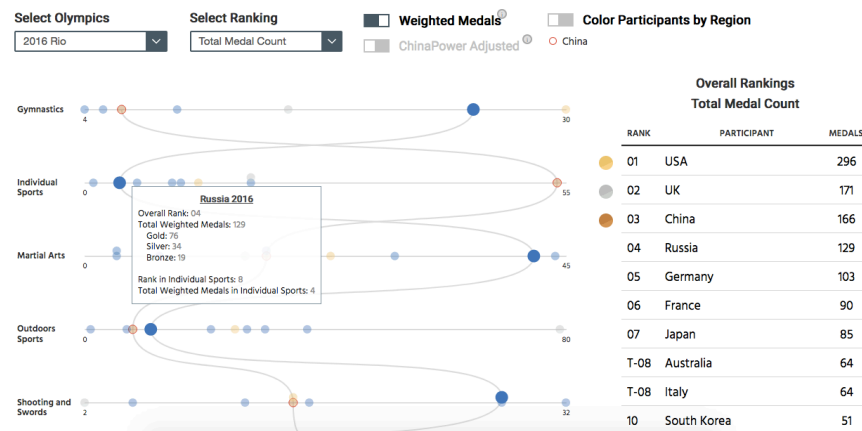 Select Olympics
2016 Rio
Select Ranking
Total Medal Count
Weighted Medals
ChinaPower Adjusted
Color Participants by Region
China
Overall Rankings
Total Medal Count
RANK PARTICIPANT MEDALS
01 USA 296
02 UK 171
03 China 166
04 Russia 129
05 Germany 103
06 France 90
07 Japan 85
T-08 Australia 64
T-08 Italy 64
10 South Korea 51
Gymnastics
4 30
Individual
Sports
0 55
Russia 2016
Overall Rank: 04
Total Weighted Medals: 129
Gold: 76
Silver: 34
Bronze: 19
Rank in Individual Sports: 8
Total Weighted Medals in Individual Sports: 4
Martial Arts
0 45
Outdoors
Sports
0 80
Shooting and
Swords
2 32